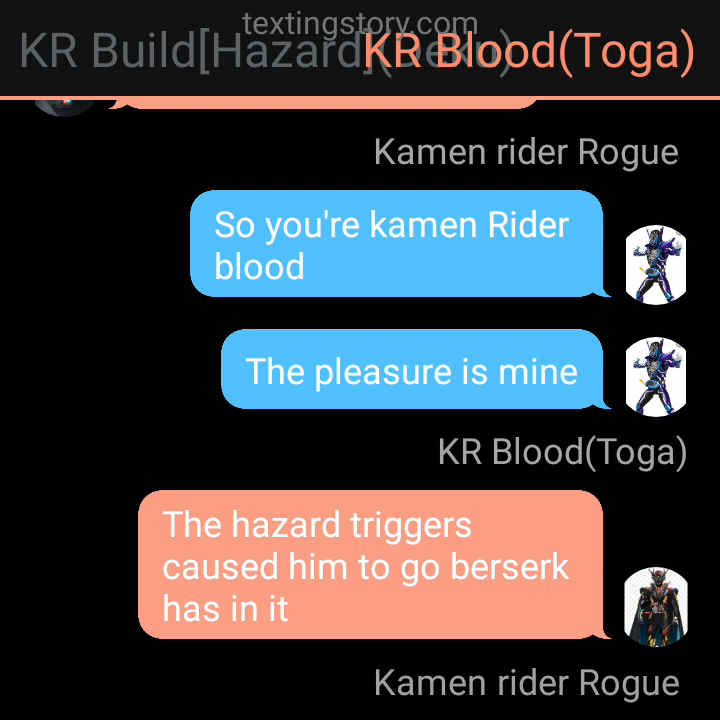 textingstory.com
KR Build[Hazard](Deku)
KR Blood(Toga)
Kamen rider Rogue
So you're kamen Rider
blood
The pleasure is mine
KR Blood(Toga)
The hazard triggers
caused him to go berserk
has in it
Kamen rider Rogue